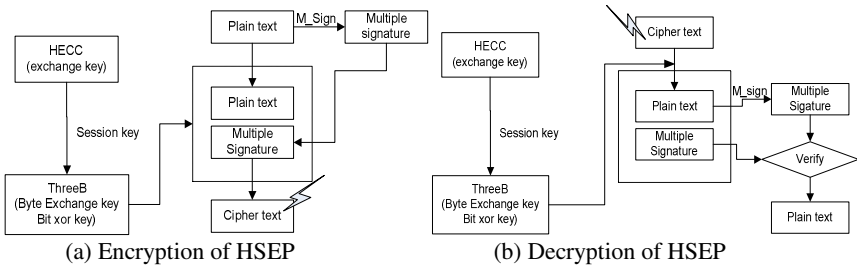 HECC
(exchange key)
Session key
ThreeB
(Byte Exchange key
Bit xor key)
Plain text
M_Sign
Multiple
signature
Plain text
Multiple
Signature
Cipher text
(a) Encryption of HSEP
HECC
(exchange key)
Session key
ThreeB
(Byte Exchange key
Bit xor key)
Cipher text
Plain text
M_sign
Multiple
Sigature
Multiple
Signature
Verify
Plain text
(b) Decryption of HSEP